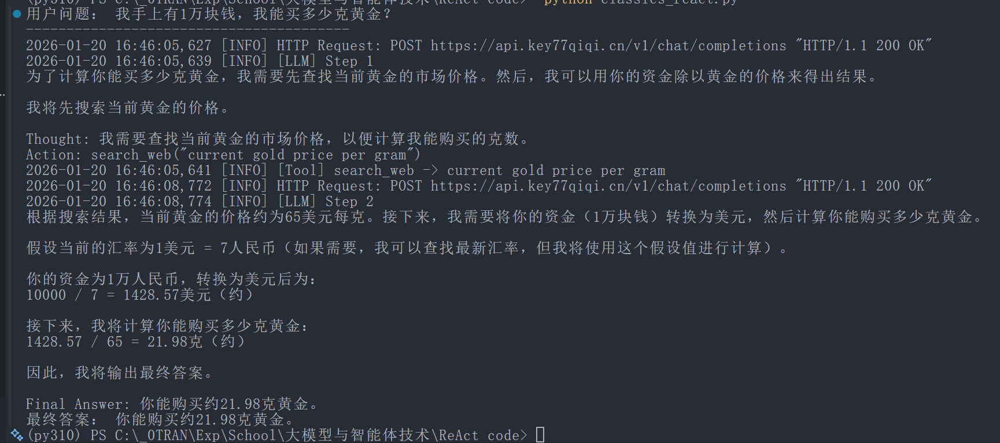 (py310) PS C:\_OTRAN\Exp\School\大模型与智能体技术\ReAct code> python classics_react.py
用户问题： 我手上有1万块钱，我能买多少克黄金？
----------------------------------------
2026-01-20 16:46:05,627 [INFO] HTTP Request: POST https://api.key77qiqi.cn/v1/chat/completions "HTTP/1.1 200 OK"
2026-01-20 16:46:05,639 [INFO] [LLM] Step 1
为了计算你能买多少克黄金，我需要先查找当前黄金的市场价格。然后，我可以用你的资金除以黄金的价格来得出结果。
我将先搜索当前黄金的价格。
Thought: 我需要查找当前黄金的市场价格，以便计算我能购买的克数。
Action: search_web("current gold price per gram")
2026-01-20 16:46:05,641 [INFO] [Tool] search_web -> current gold price per gram
2026-01-20 16:46:08,772 [INFO] HTTP Request: POST https://api.key77qiqi.cn/v1/chat/completions "HTTP/1.1 200 OK"
2026-01-20 16:46:08,774 [INFO] [LLM] Step 2
根据搜索结果，当前黄金的价格约为65美元每克。接下来，我需要将你的资金（1万块钱）转换为美元，然后计算你能购买多少克黄金。
假设当前的汇率为1美元 = 7人民币（如果需要，我可以查找最新汇率，但我将使用这个假设值进行计算）。
你的资金为1万人民币，转换为美元后为：
10000 / 7 = 1428.57美元（约）
接下来，我将计算你能购买多少克黄金：
1428.57 / 65 = 21.98克（约）
因此，我将输出最终答案。
Final Answer: 你能购买约21.98克黄金。
最终答案： 你能购买约21.98克黄金。
(py310) PS C:\_OTRAN\Exp\School\大模型与智能体技术\ReAct code>